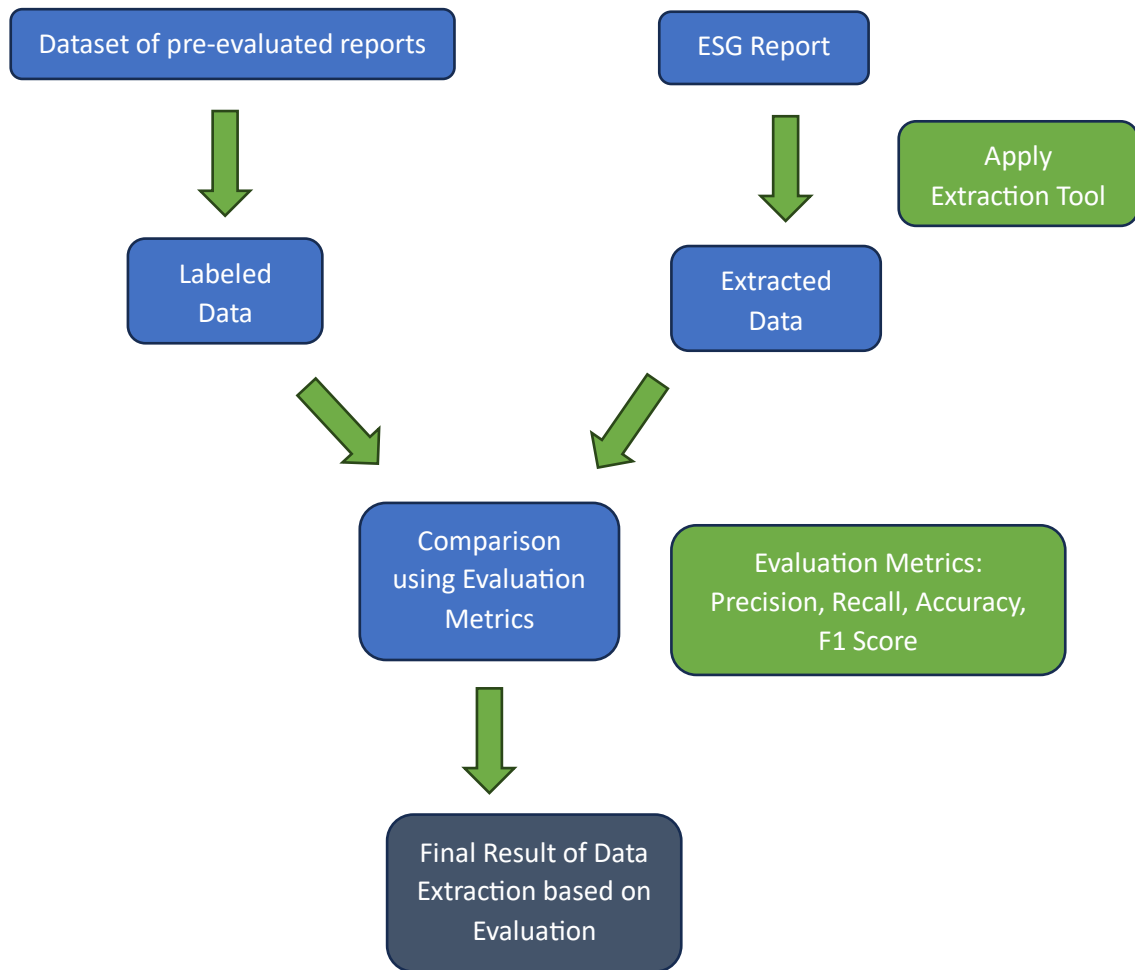 Dataset of pre-evaluated reports
ESG Report
Apply
Extraction Tool
Labeled
Data
Extracted
Data
Comparison
using Evaluation
Metrics
Evaluation Metrics:
Precision, Recall, Accuracy,
F1 Score
Final Result of Data
Extraction based on
Evaluation